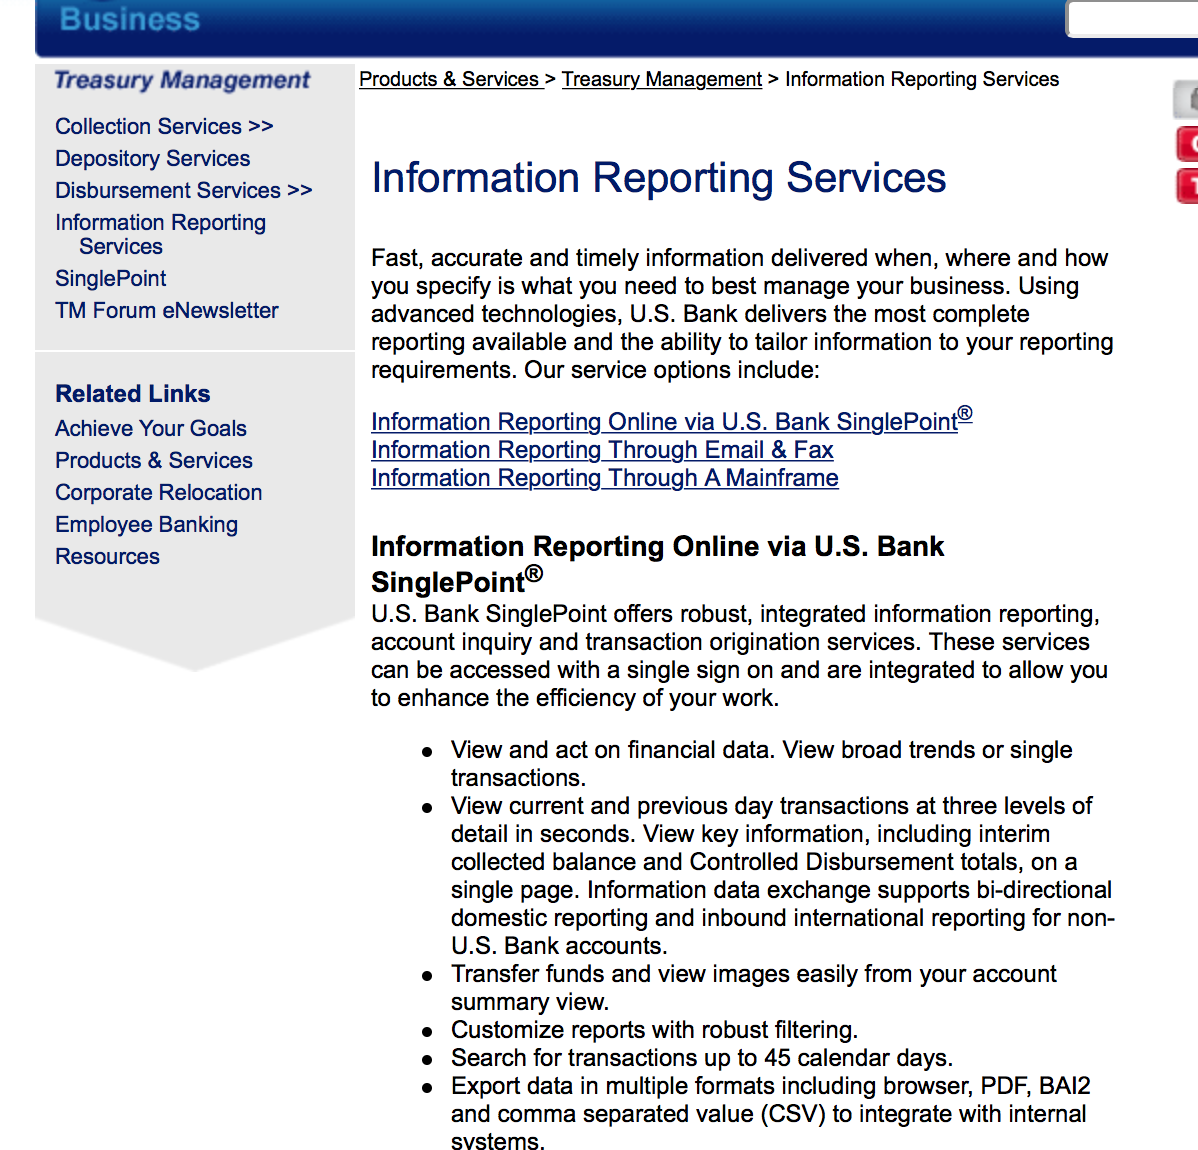 Business
Treasury Management
Collection Services >>
Depository Services
Disbursement Services >>
Information Reporting
Services
SinglePoint
TM Forum eNewsletter
Related Links
Achieve Your Goals
Products & Services
Corporate Relocation
Employee Banking
Resources
Products & Services > Treasury Management > Information Reporting Services
Information Reporting Services
Fast, accurate and timely information delivered when, where and how
you specify is what you need to best manage your business. Using
advanced technologies, U.S. Bank delivers the most complete
reporting available and the ability to tailor information to your reporting
requirements. Our service options include:
Information Reporting Online via U.S. Bank SinglePoint®
Information Reporting Through Email & Fax
Information Reporting Through A Mainframe
Information Reporting Online via U.S. Bank
SinglePoint®
U.S. Bank SinglePoint offers robust, integrated information reporting,
account inquiry and transaction origination services. These services
can be accessed with a single sign on and are integrated to allow you
to enhance the efficiency of your work.
● View and act on financial data. View broad trends or single
transactions.
● View current and previous day transactions at three levels of
detail in seconds. View key information, including interim
collected balance and Controlled Disbursement totals, on a
single page. Information data exchange supports bi-directional
domestic reporting and inbound international reporting for non-
U.S. Bank accounts.
● Transfer funds and view images easily from your account
summary view.
● Customize reports with robust filtering.
● Search for transactions up to 45 calendar days.
● Export data in multiple formats including browser, PDF, BAI2
and comma separated value (CSV) to integrate with internal
systems.